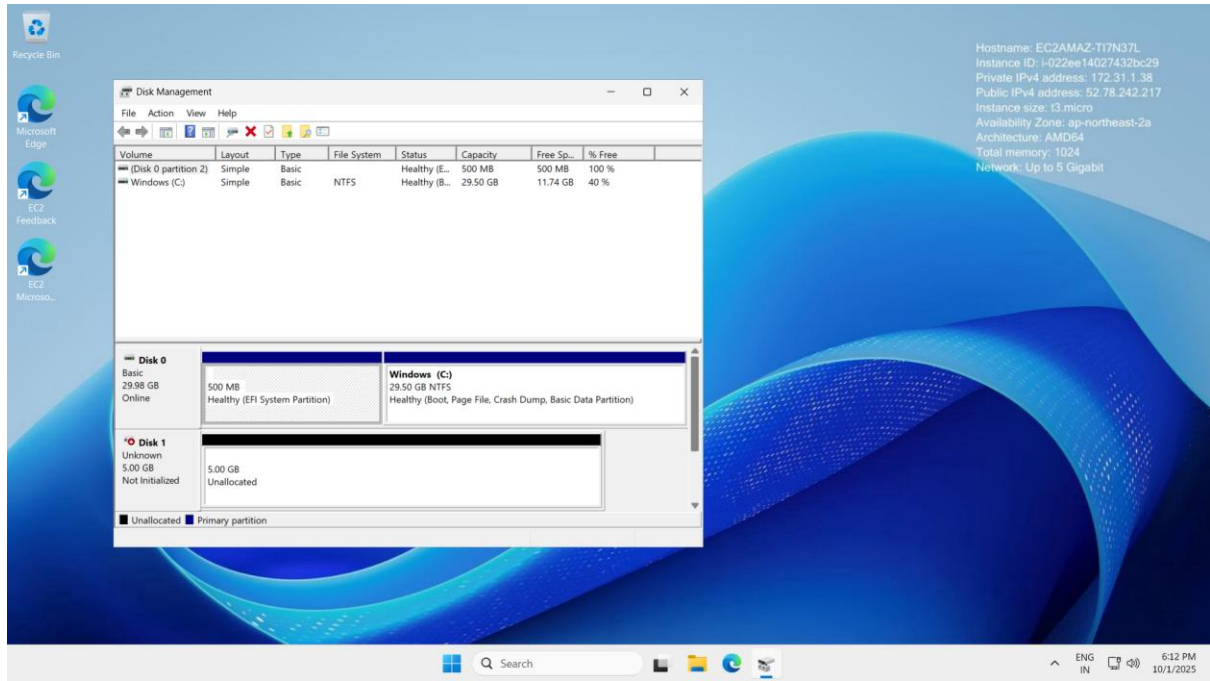 Recycle Bin
Microsoft
Edge
EC2
Feedback
EC2
Microso...
Hostname: EC2AMAZ-TI7N37L
Instance ID: i-022ee14027432bc29
Private IPv4 address: 172.31.1.38
Public IPv4 address: 52.78.242.217
Instance size: t3.micro
Availability Zone: ap-northeast-2a
Architecture: AMD64
Total memory: 1024
Network: Up to 5 Gigabit
Disk Management
File Action View Help
Volume Layout Type File System Status Capacity Free Sp... % Free
(Disk 0 partition 2) Simple Basic Healthy (E... 500 MB 500 MB 100 %
Windows (C:) Simple Basic NTFS Healthy (B... 29.50 GB 11.74 GB 40 %
Disk 0
Basic
29.98 GB
Online
500 MB
Healthy (EFI System Partition)
Windows (C:)
29.50 GB NTFS
Healthy (Boot, Page File, Crash Dump, Basic Data Partition)
Disk 1
Unknown
5.00 GB
Not Initialized
5.00 GB
Unallocated
Unallocated Primary partition
Search
ENG
IN
6:12 PM
10/1/2025